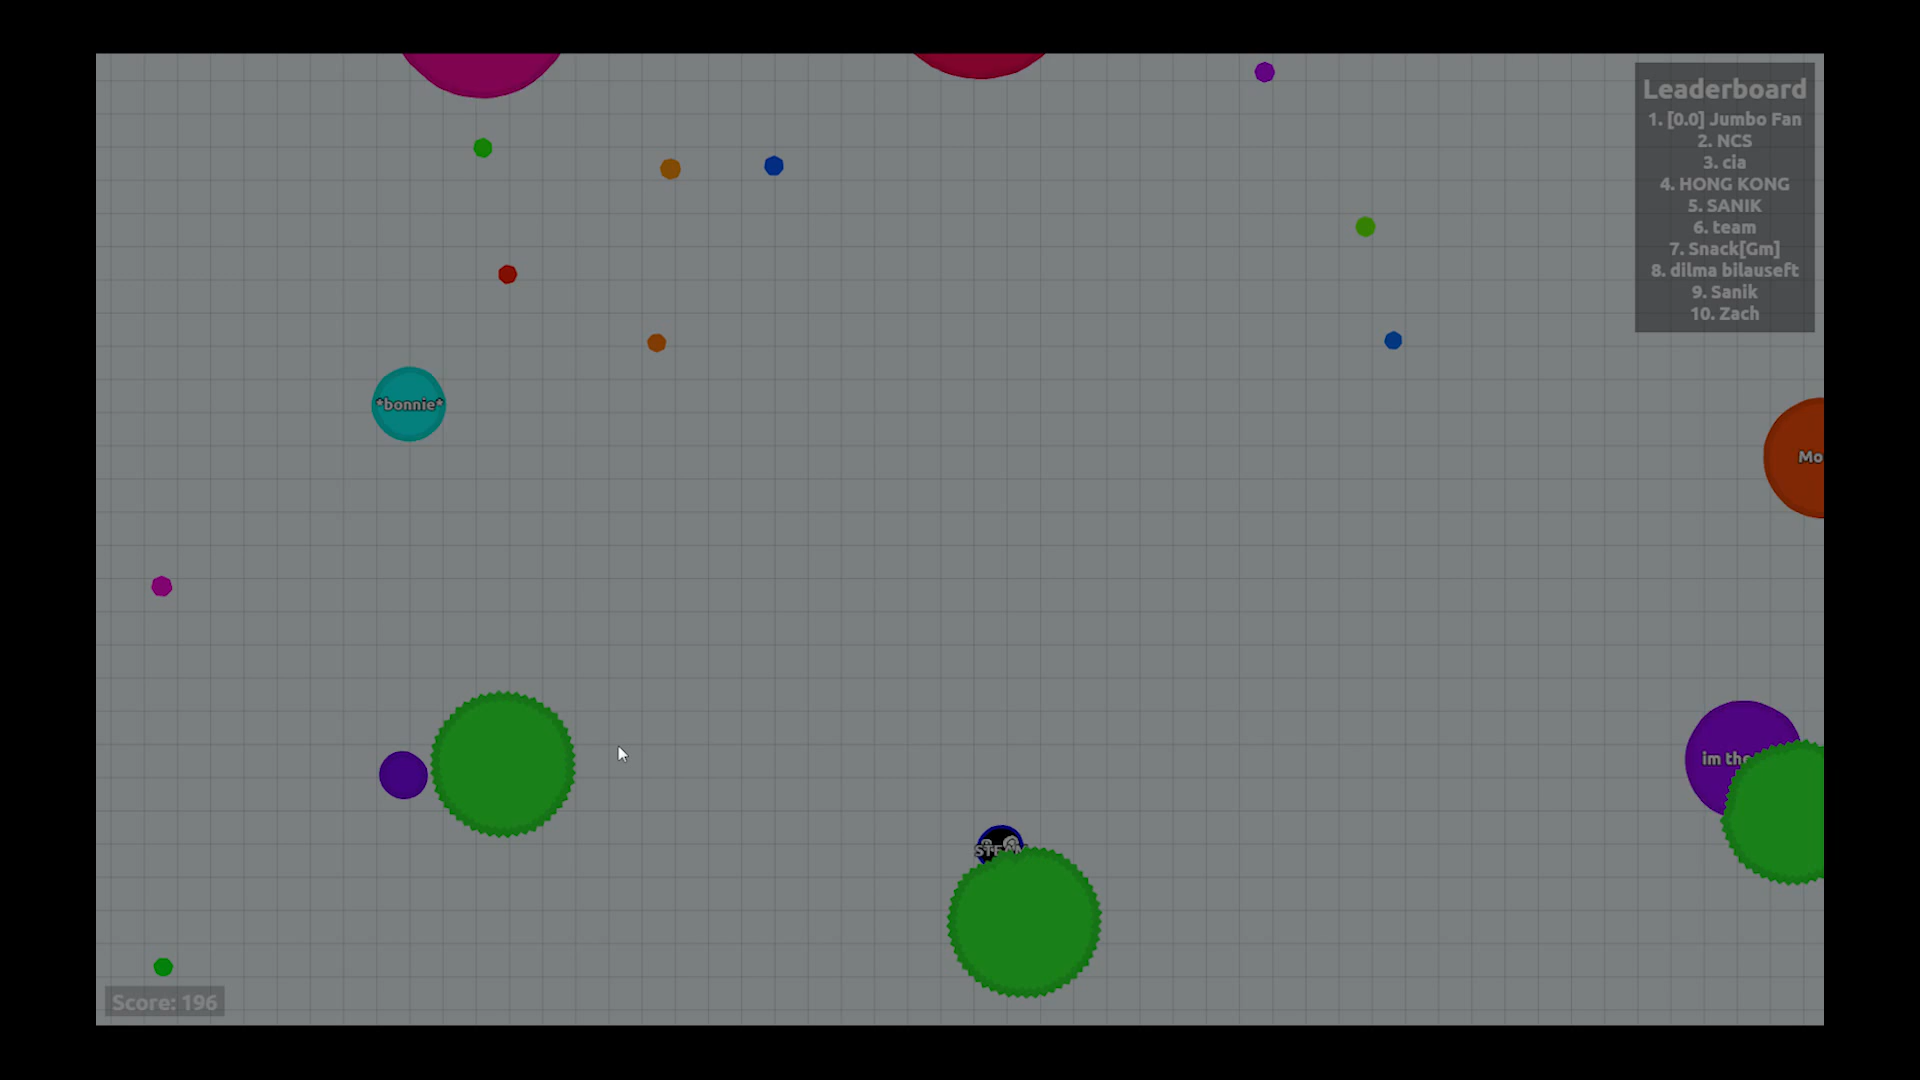 Leaderboard
1. [0.0] Jumbo Fan
2. NCS
3. cia
4. HONG KONG
5. SANIK
6. team
7. Snack[Gm]
8. dilma bilauseft
9. Sanik
10. Zach
*bonnie*
Mo
im the
Score: 196